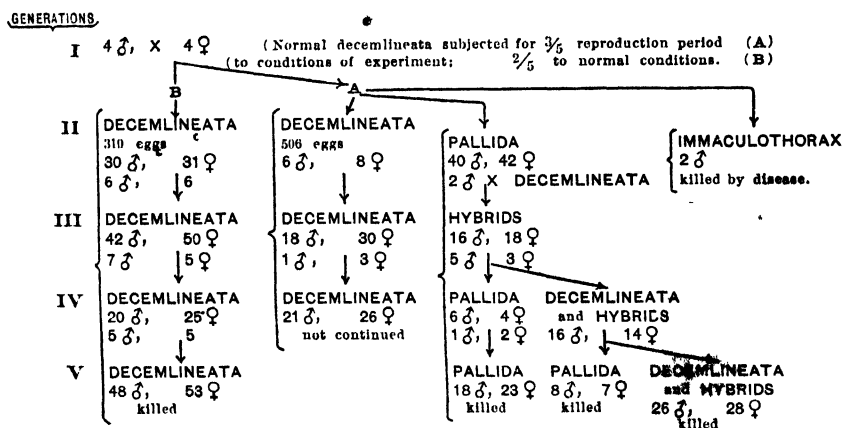 GENERATIONS
I 4♂, X 4♀ (Normal decemlineata subjected for 3/5 reproduction period (A)
(to conditions of experiment; 2/5 to normal conditions. (B)
B A
II DECEMLINEATA DECEMLINEATA PALLIDA IMMACULOTHORAX
310 eggs 506 eggs 40♂, 42♀ 2♂
30♂, 31♀ 6♂, 8♀ 2♂ X DECEMLINEATA killed by disease.
6♂, 6
III DECEMLINEATA DECEMLINEATA HYBRIDS
42♂, 50♀ 18♂, 30♀ 16♂, 18♀
7♂ 5♀ 1♂, 3♀ 5♂, 3♀
IV DECEMLINEATA DECEMLINEATA PALLIDA DECEMLINEATA
20♂, 25♀ 21♂, 26♀ 6♂, 4♀ and HYBRIDS
5♂, 5 not continued 1♂, 2♀ 16♂, 14♀
V DECEMLINEATA PALLIDA PALLIDA DECEMLINEATA
48♂, 53♀ 18♂, 23♀ 8♂, 7♀ and HYBRIDS
killed killed killed 26♂, 28♀
killed